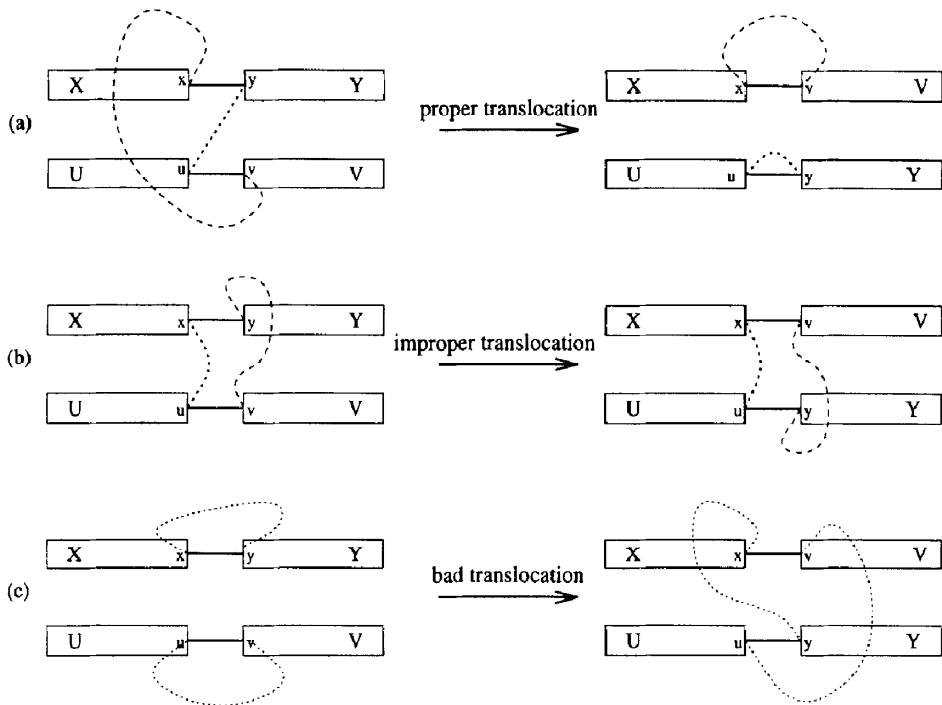 X x y Y X x v V
(a) proper translocation
U u v V U u y Y
X x y Y X x v V
(b) improper translocation
U u v V U u y Y
X x y Y X x v V
(c) bad translocation
U u v V U u y Y